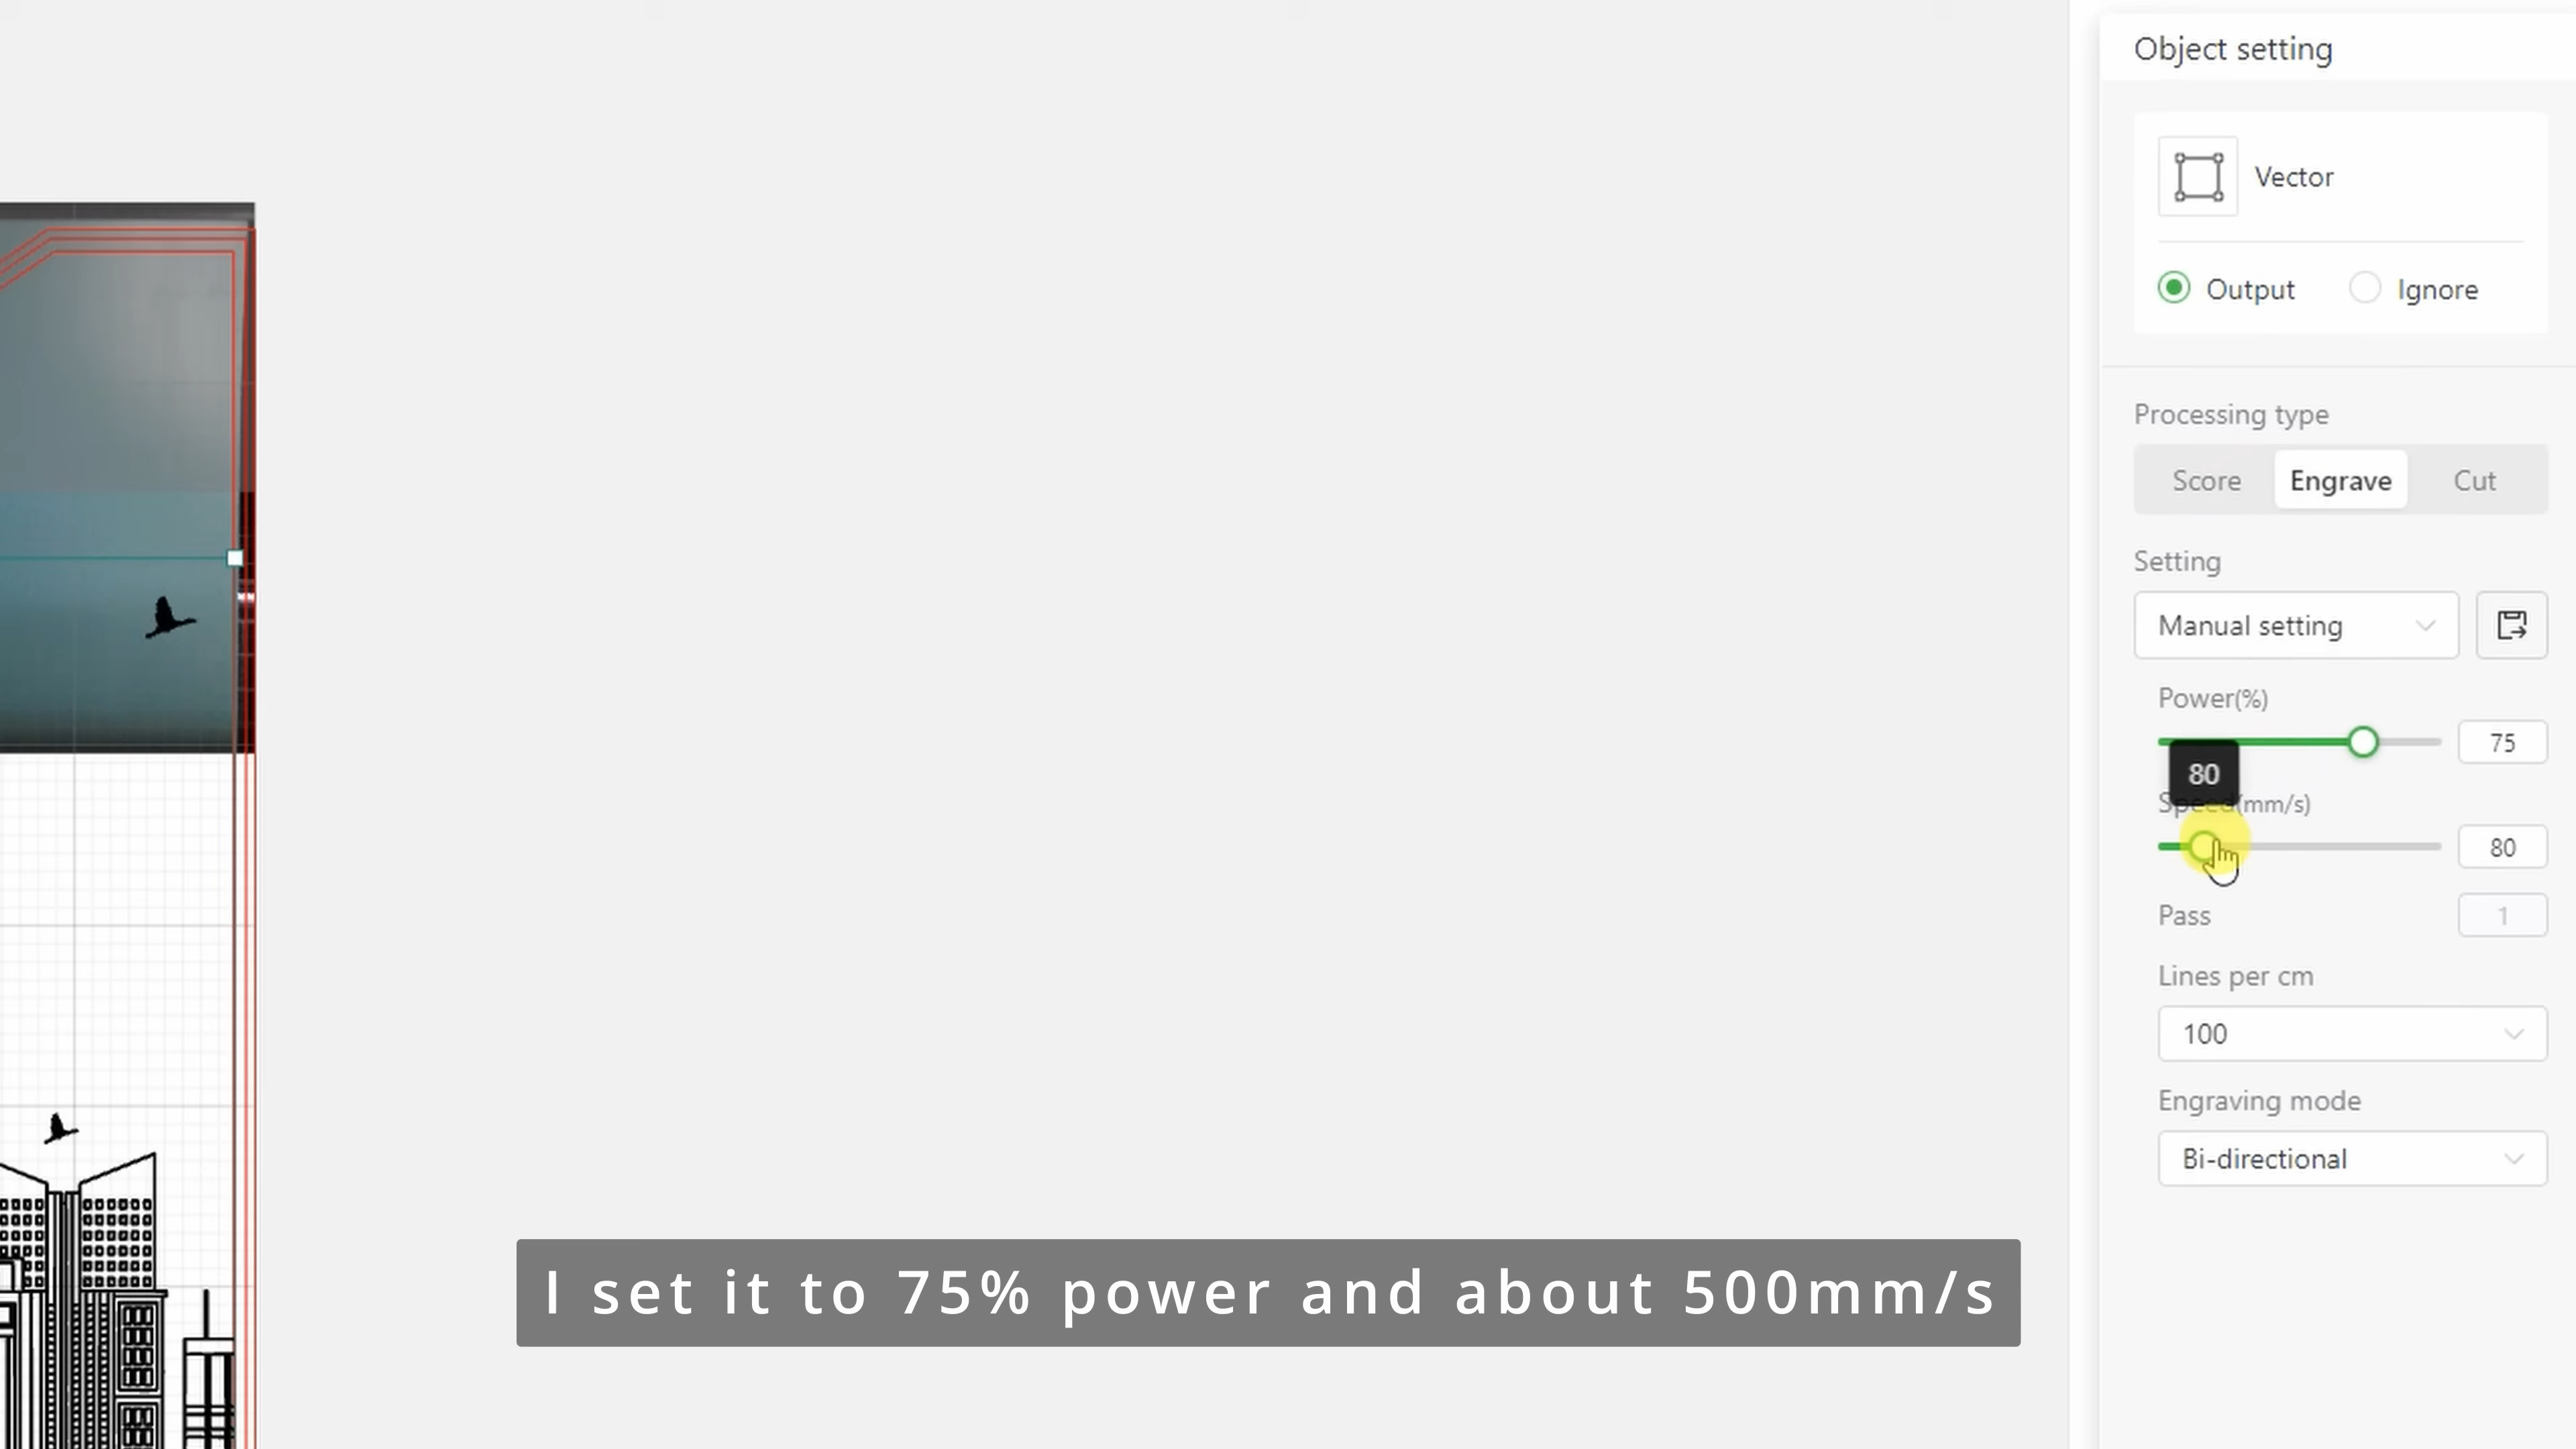 Object setting
Vector
Output Ignore
Processing type
Score Engrave Cut
Setting
Manual setting
Power(%)
75
80
Speed(mm/s)
80
Pass 1
Lines per cm
100
Engraving mode
Bi-directional
I set it to 75% power and about 500mm/s